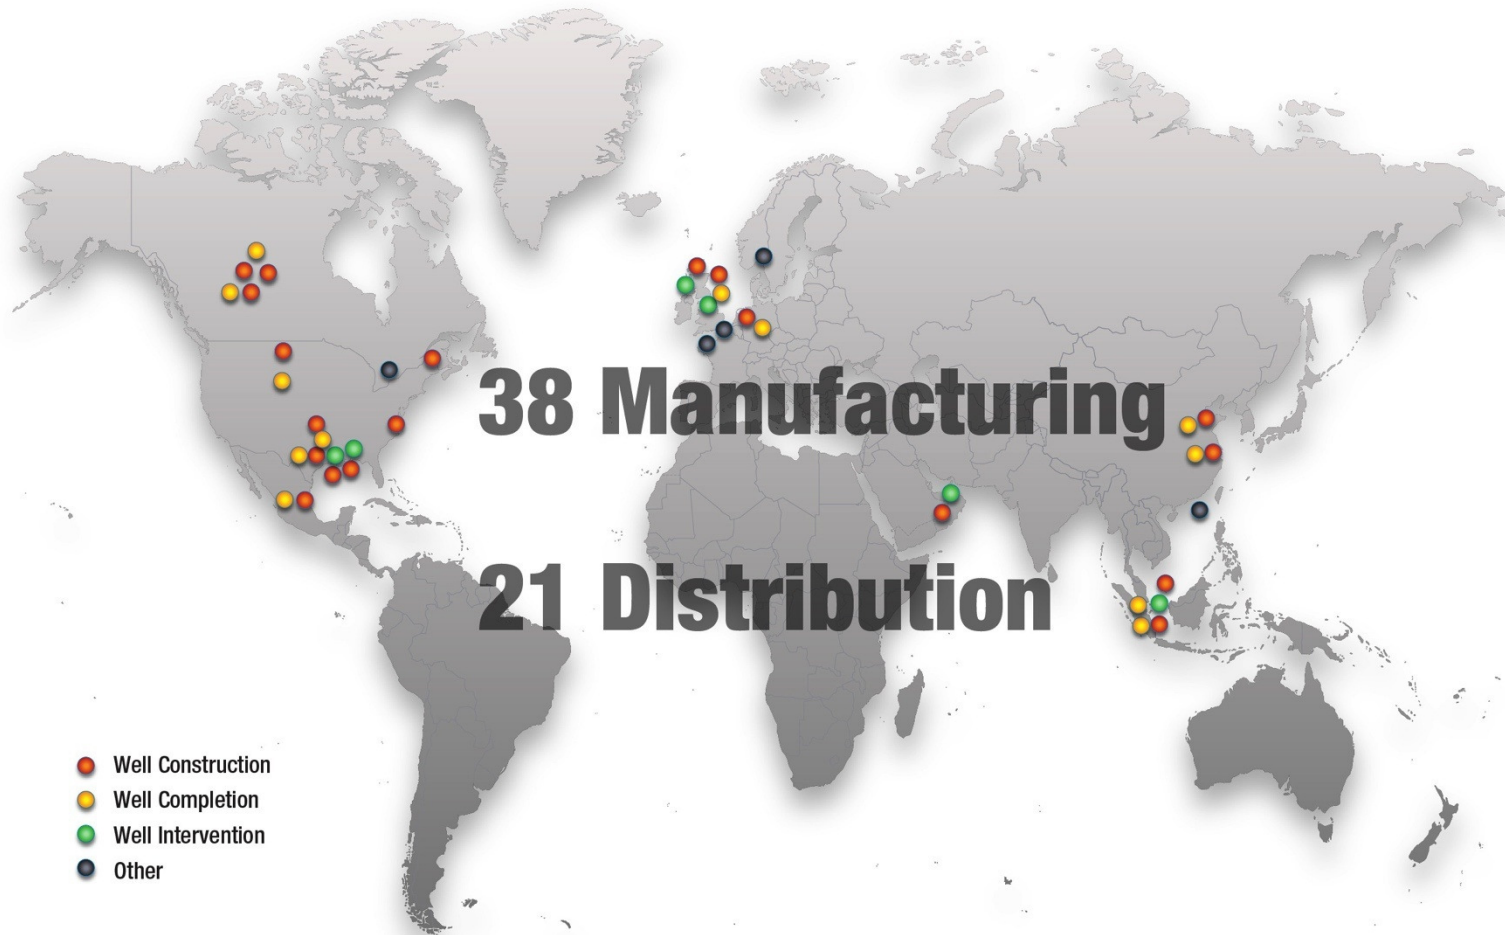 38 Manufacturing
21 Distribution
Well Construction
Well Completion
Well Intervention
Other